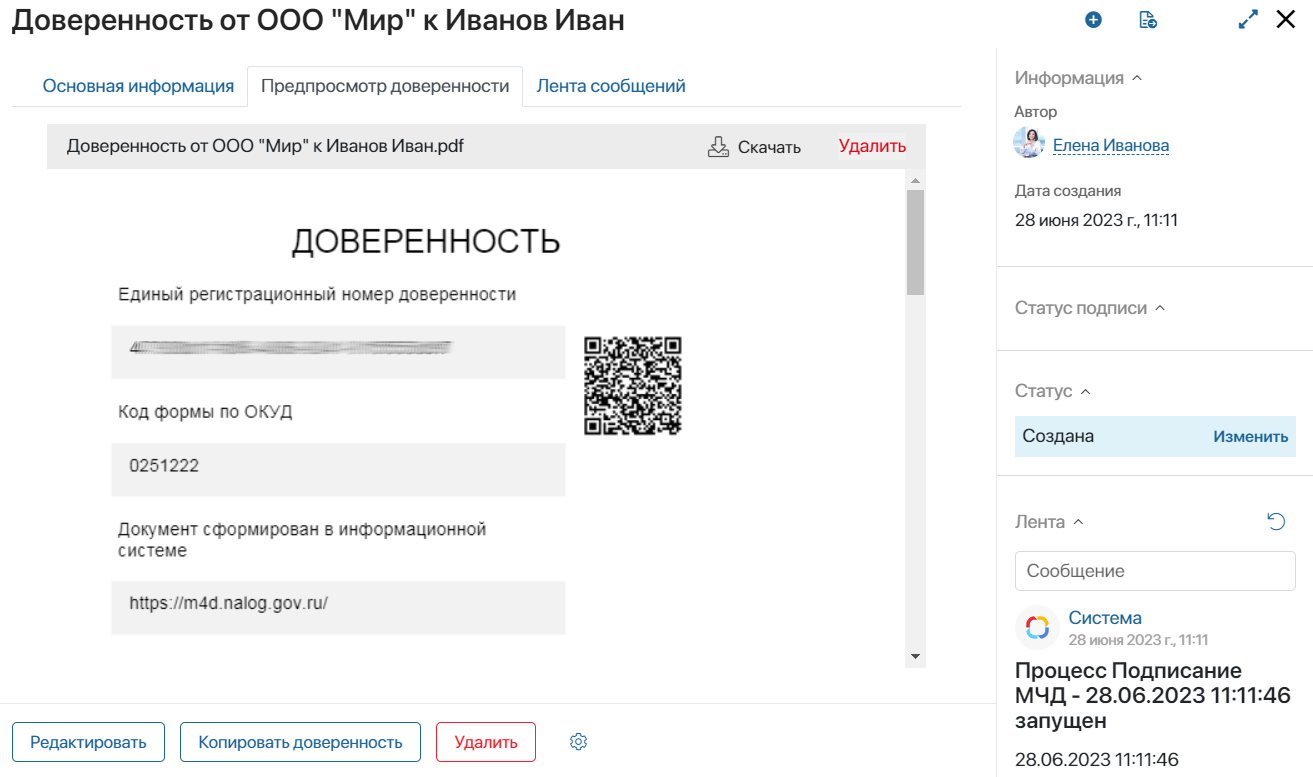 Доверенность от ООО "Мир" к Иванов Иван
Основная информация
Предпросмотр доверенности
Лента сообщений
Доверенность от ООО "Мир" к Иванов Иван.pdf
Скачать
Удалить
ДОВЕРЕННОСТЬ
Единый регистрационный номер доверенности
Код формы по ОКУД
0251222
Документ сформирован в информационной
системе
https://m4d.nalog.gov.ru/
Редактировать
Копировать доверенность
Удалить
Информация
Автор
Елена Иванова
Дата создания
28 июня 2023 г., 11:11
Статус подписи
Статус
Создана
Изменить
Лента
Сообщение
Система
28 июня 2023 г., 11:11
Процесс Подписание
МЧД - 28.06.2023 11:11:46
запущен
28.06.2023 11:11:46